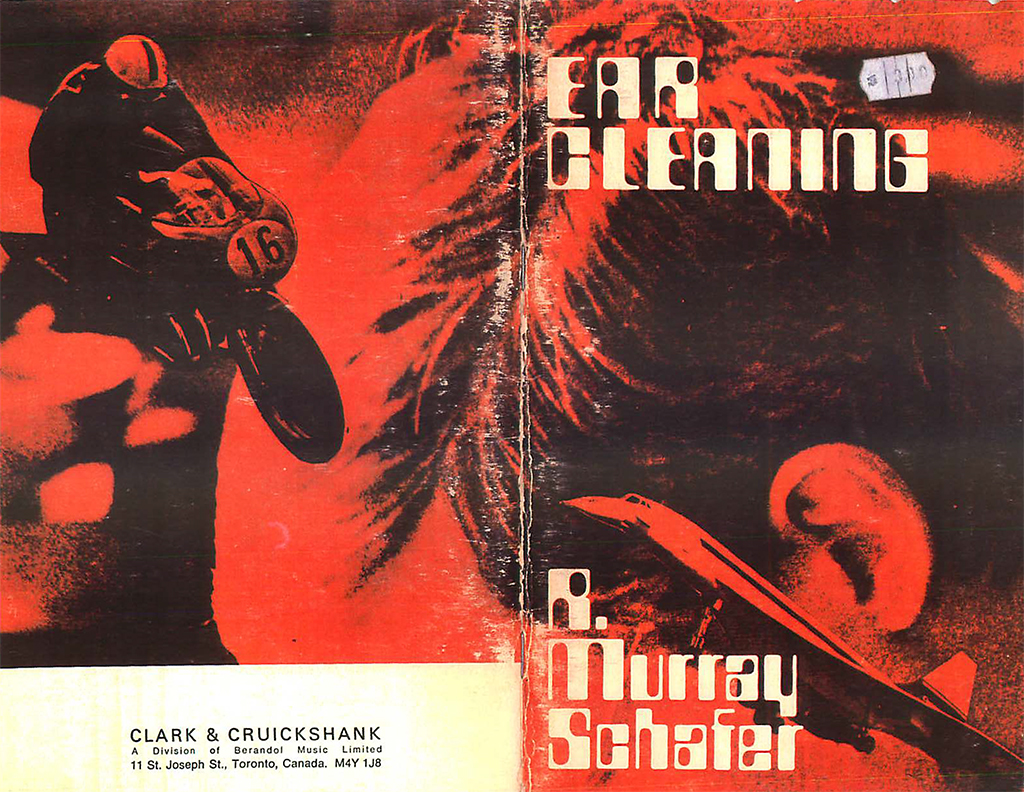 EAR
CLEANING
R.
Murray
Schafer
16
CLARK & CRUICKSHANK
A Division of Berandol Music Limited
11 St. Joseph St., Toronto, Canada. M4Y 1J8